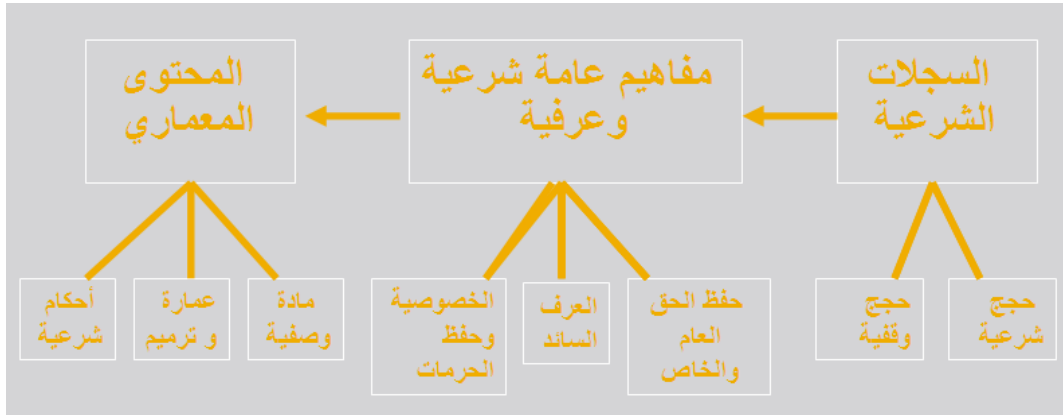 السجلات
الشرعية
مفاهيم عامة شرعية
وعرفية
المحتوى
المعماري
حجج
شرعية
حجج
وقفية
حفظ الحق
العام
والخاص
العرف
السائد
الخصوصية
وحفظ
الحرمات
مادة
وصفية
عمارة
و ترميم
أحكام
شرعية